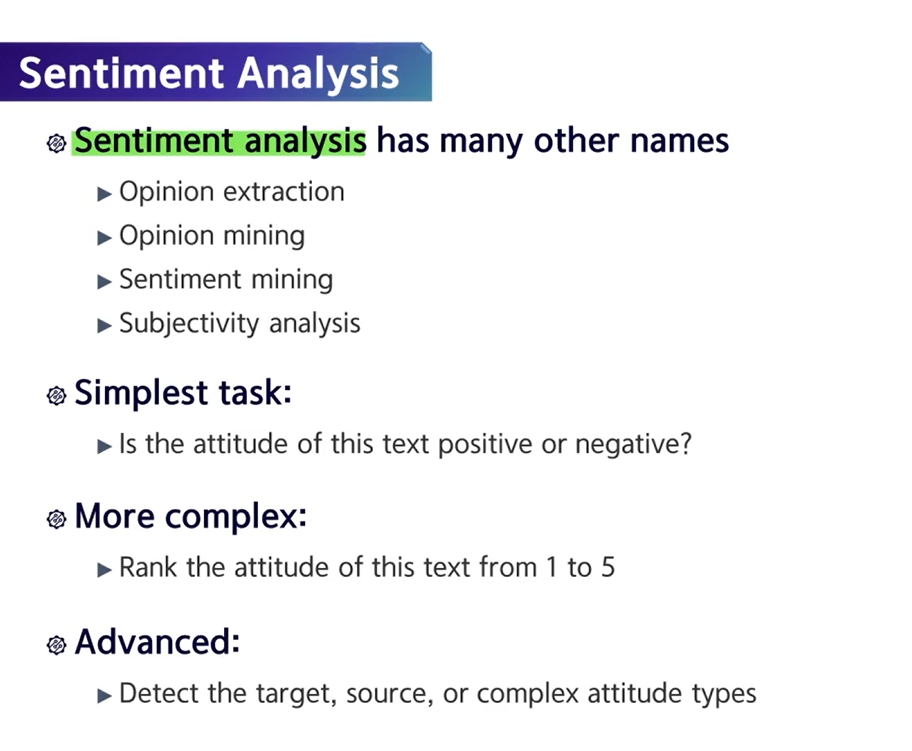 Sentiment Analysis
Sentiment analysis has many other names
Opinion extraction
Opinion mining
Sentiment mining
Subjectivity analysis
Simplest task:
Is the attitude of this text positive or negative?
More complex:
Rank the attitude of this text from 1 to 5
Advanced:
Detect the target, source, or complex attitude types